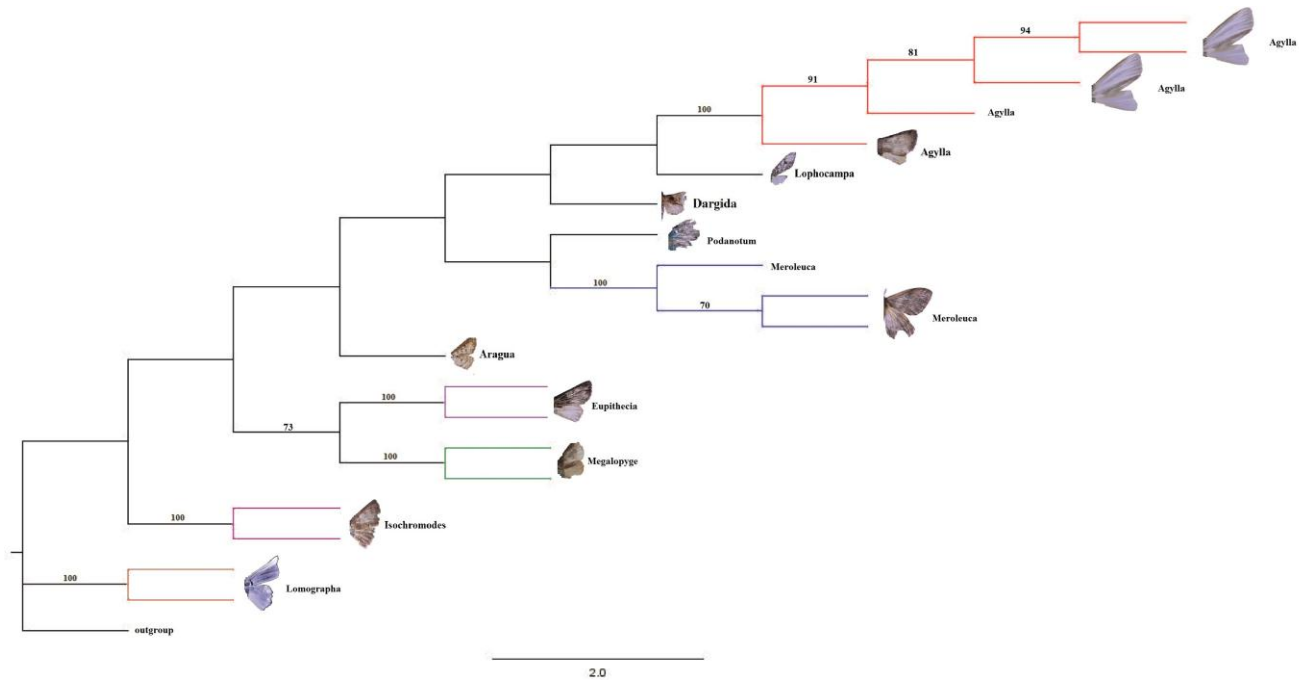 94
Agylla
81
Agylla
91
100
Agylla
Agylla
Lophocampa
Dargida
Podanotum
Meroleuca
100
70
Meroleuca
Aragua
100
Eupithecia
73
100
Megalopyge
100
Isochromodes
100
Lomographa
outgroup
2.0